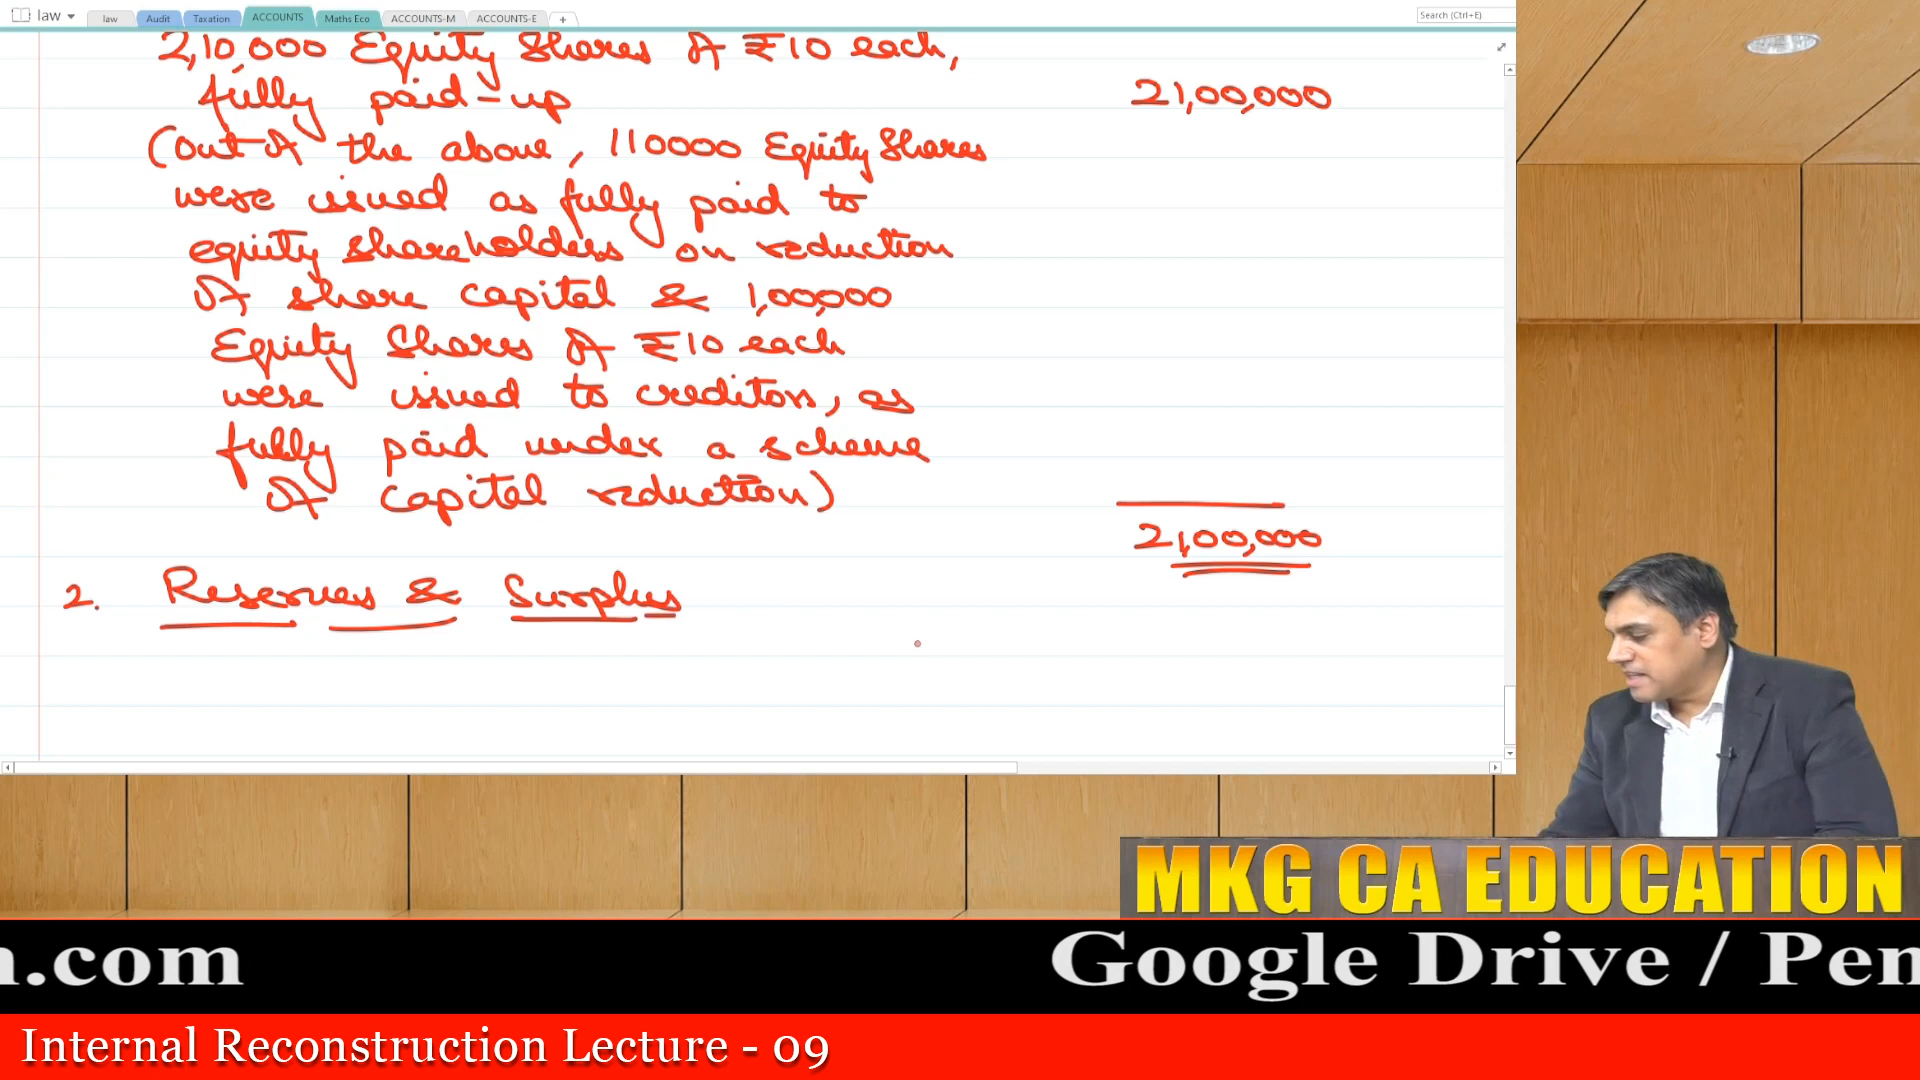 law
law
Audit
Taxation
ACCOUNTS
Maths Eco
ACCOUNTS-M
ACCOUNTS-E
+
Search (Ctrl+E)
2,10,000 Equity Shares of ₹10 each,
fully paid-up 21,00,000
(Out of the above, 110000 Equity Shares
were issued as fully paid to
equity shareholders on reduction
of share capital & 1,00,000
Equity Shares of ₹10 each
were issued to creditors, as
fully paid under a scheme
of capital reduction)
21,00,000
2. Reserves & Surplus
MKG CA EDUCATION
n.com Google Drive / Pen
Internal Reconstruction Lecture - 09